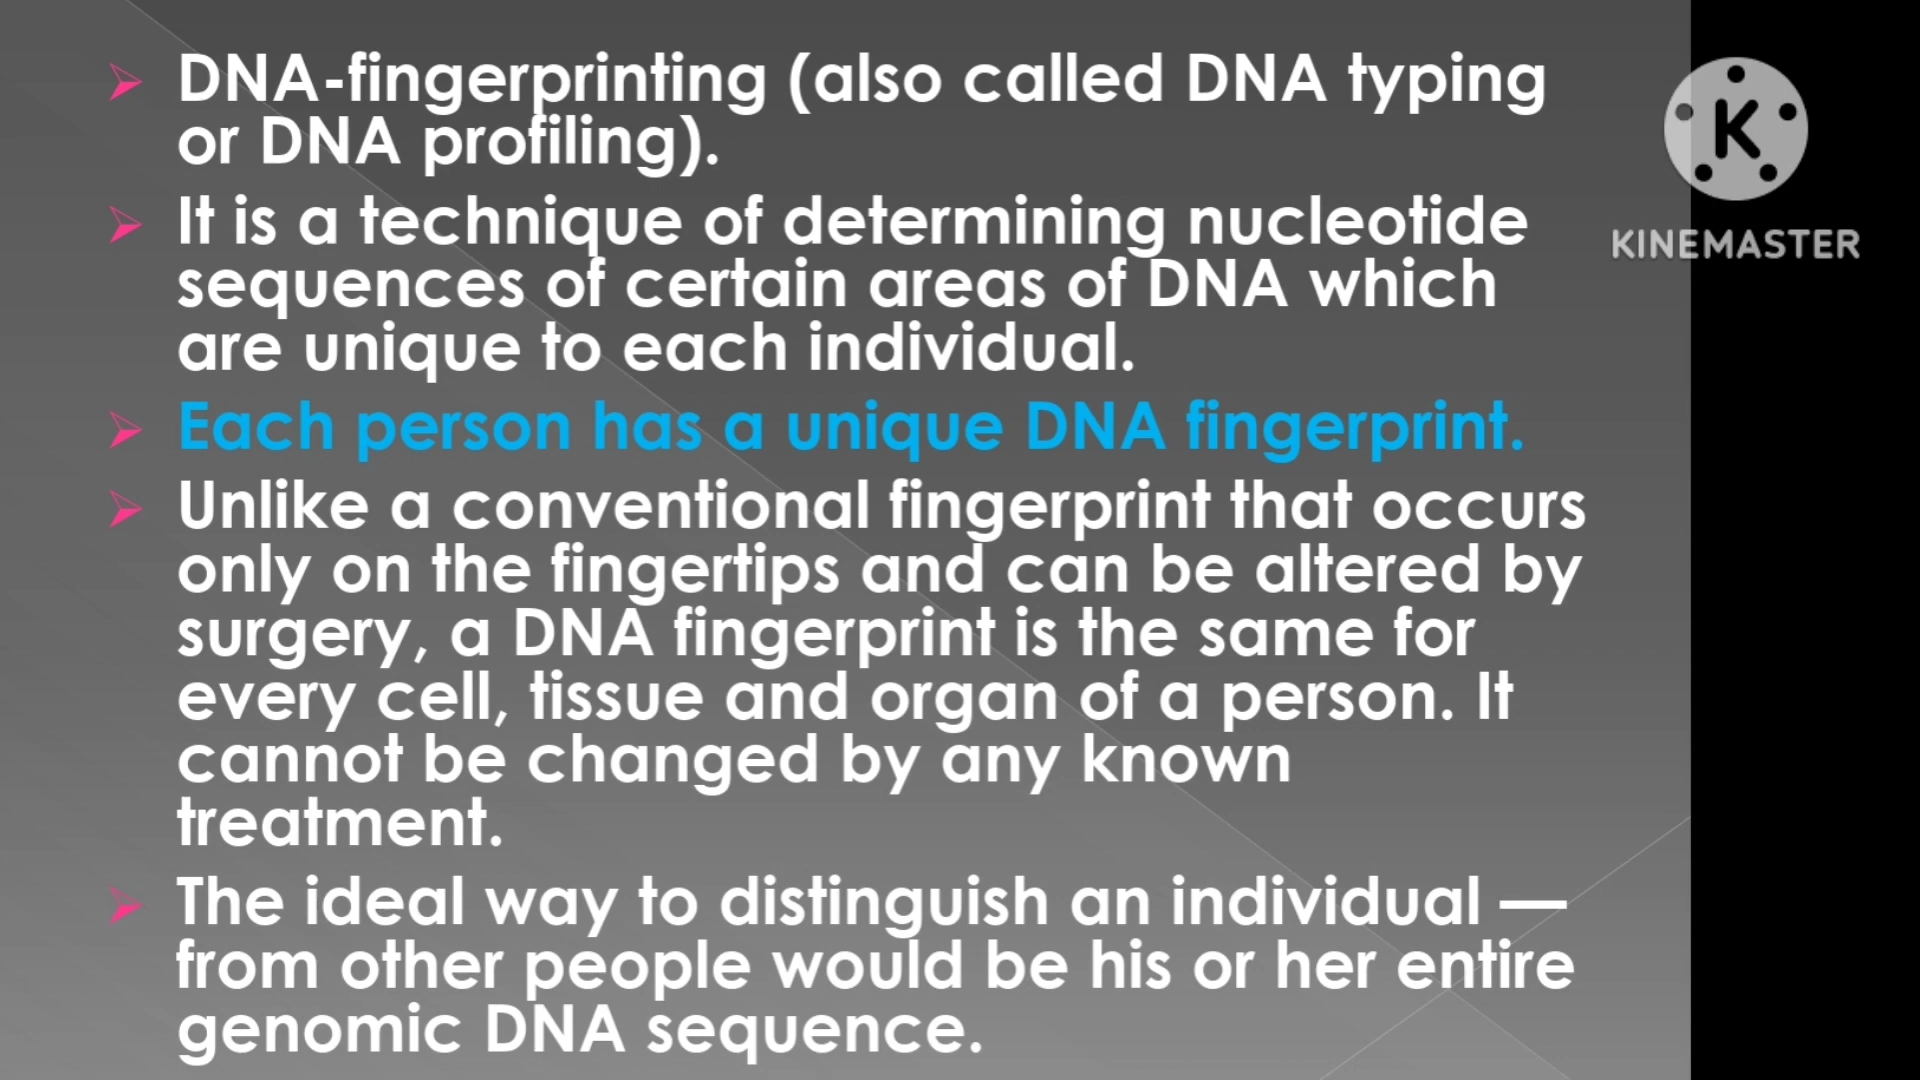 DNA-fingerprinting (also called DNA typing
or DNA profiling).
It is a technique of determining nucleotide
sequences of certain areas of DNA which
are unique to each individual.
Each person has a unique DNA fingerprint.
Unlike a conventional fingerprint that occurs
only on the fingertips and can be altered by
surgery, a DNA fingerprint is the same for
every cell, tissue and organ of a person. It
cannot be changed by any known
treatment.
The ideal way to distinguish an individual —
from other people would be his or her entire
genomic DNA sequence.
K
KINEMASTER